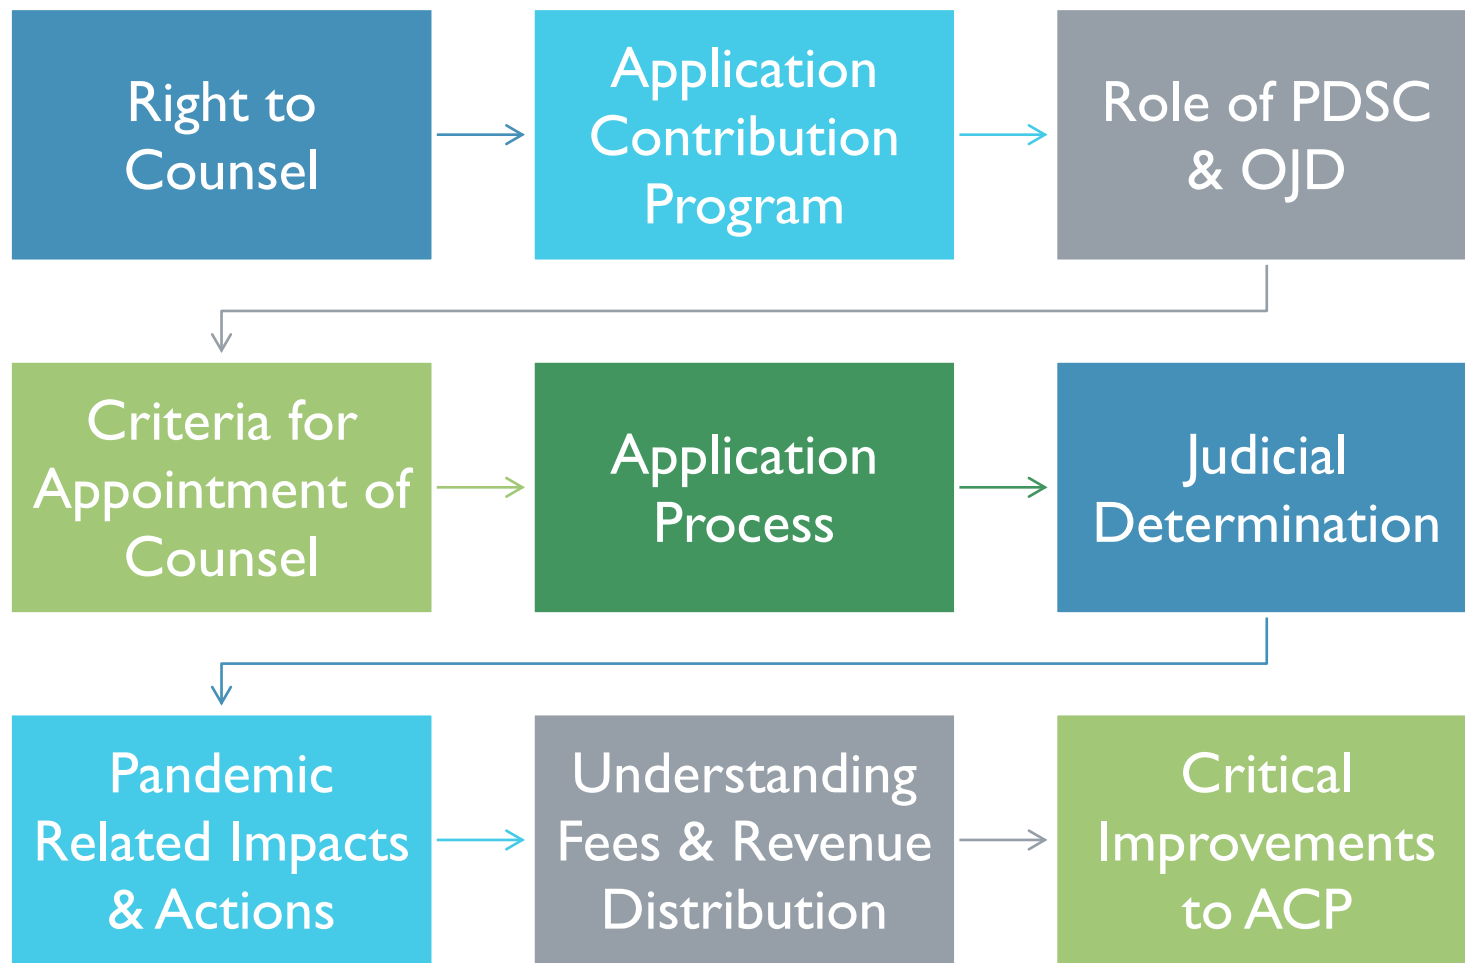 Right to
Counsel
Application
Contribution
Program
Role of PDSC
& OJD
Criteria for
Appointment of
Counsel
Application
Process
Judicial
Determination
Pandemic
Related Impacts
& Actions
Understanding
Fees & Revenue
Distribution
Critical
Improvements
to ACP